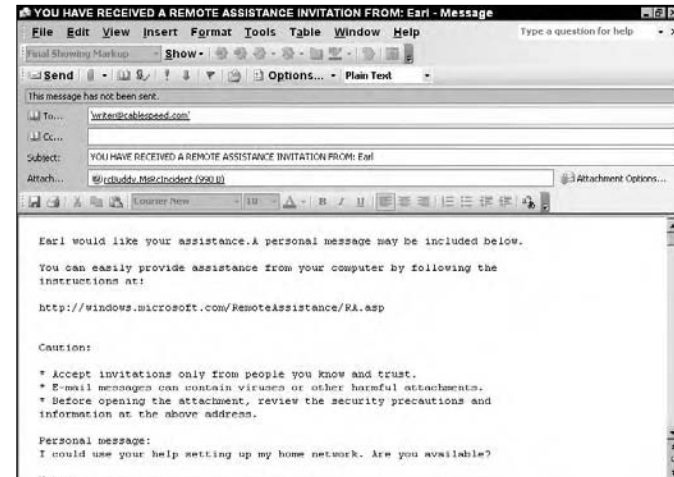 YOU HAVE RECEIVED A REMOTE ASSISTANCE INVITATION FROM: Earl - Message
File Edit View Insert Format Tools Table Window Help Type a question for help
Final Showing Markup Show
Send Options... Plain Text
This message has not been sent.
To... 'writer@cablespeed.com'
Cc...
Subject: YOU HAVE RECEIVED A REMOTE ASSISTANCE INVITATION FROM: Earl
Attach... rcBuddy.MsRcIncident (990 B) Attachment Options...
Courier New 10 A B I U
Earl would like your assistance.A personal message may be included below.
You can easily provide assistance from your computer by following the
instructions at:
http://windows.microsoft.com/RemoteAssistance/RA.asp
Caution:
* Accept invitations only from people you know and trust.
* E-mail messages can contain viruses or other harmful attachments.
* Before opening the attachment, review the security precautions and
information at the above address.
Personal message:
I could use your help setting up my home network. Are you available?